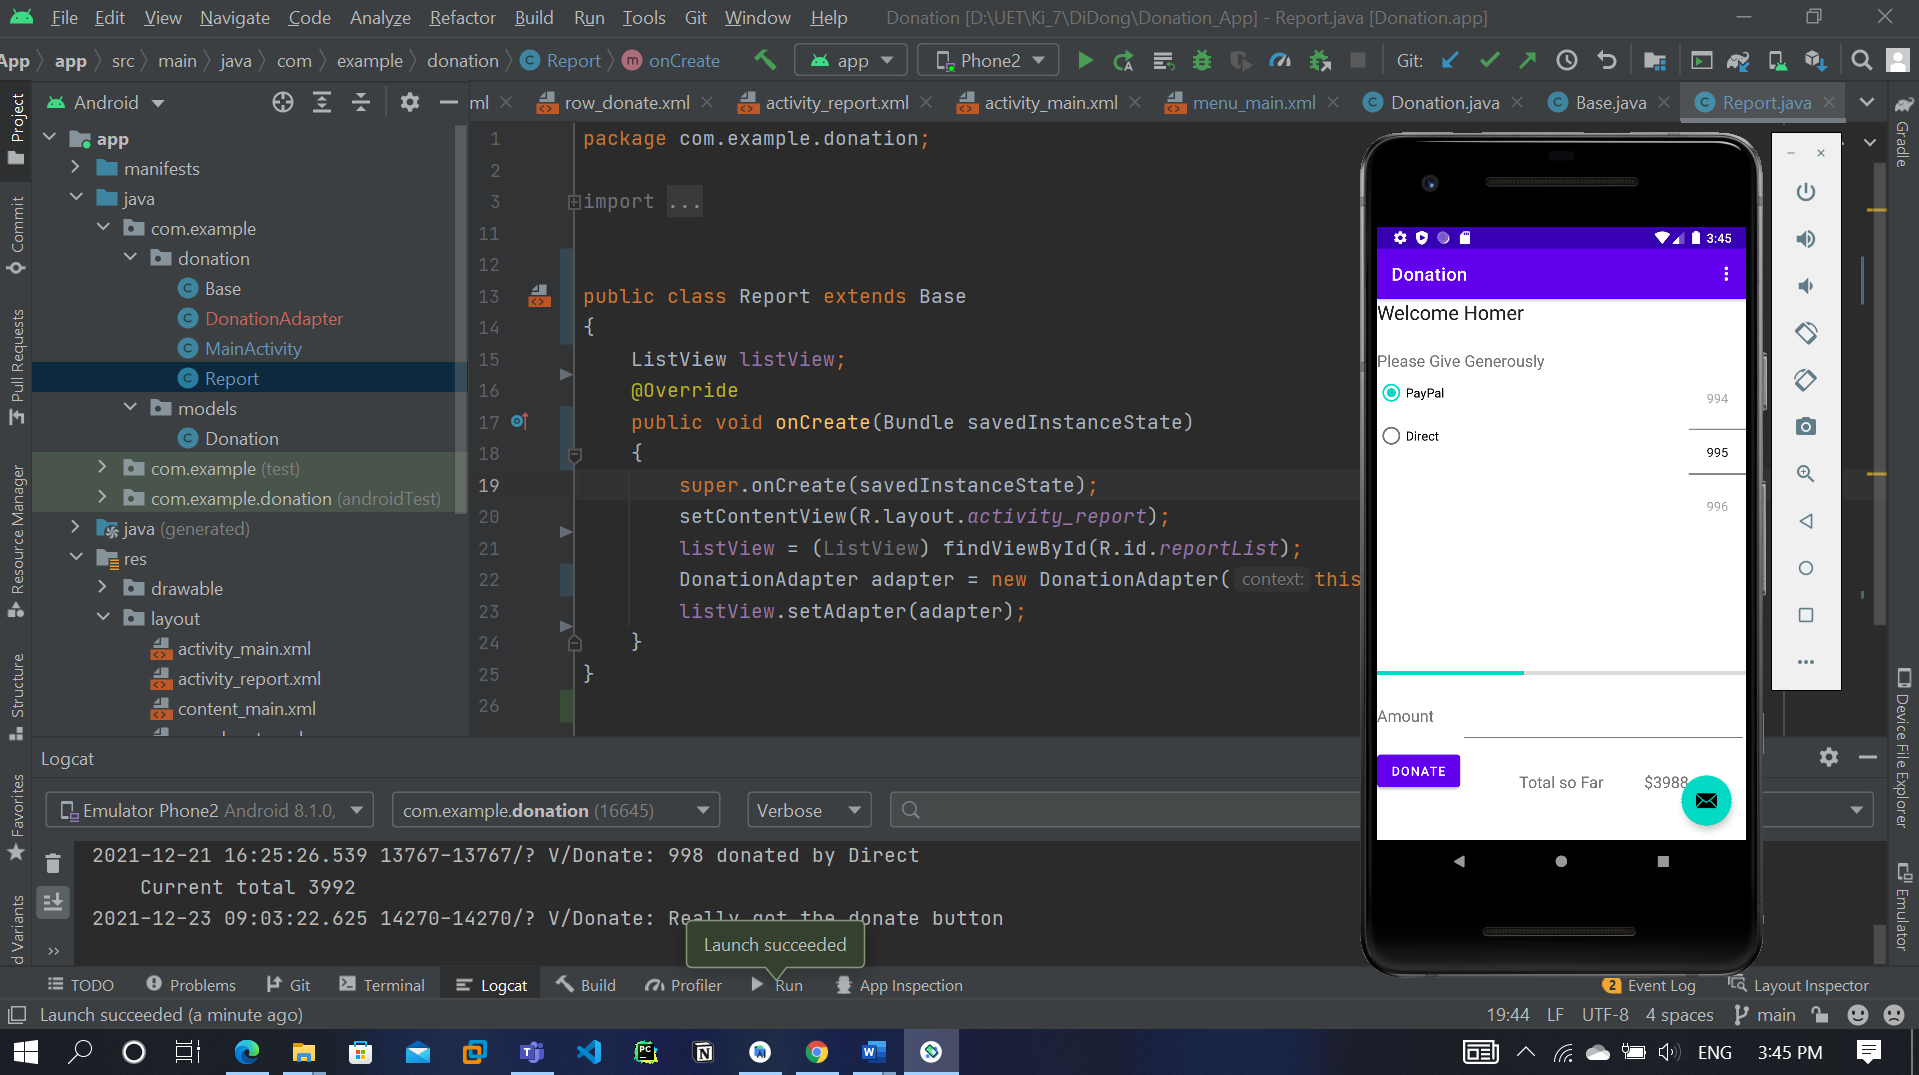 File Edit View Navigate Code Analyze Refactor Build Run Tools Git Window Help Donation [D:\UET\Ki_7\DiDong\Donation_App] - Report.java [Donation.app]
App app src main java com example donation Report onCreate app Phone2 Git:
Android
ml row_donate.xml activity_report.xml activity_main.xml menu_main.xml Donation.java Base.java Report.java
Project
Commit
Pull Requests
Resource Manager
Structure
Favorites
d Variants
app
manifests
java
com.example
donation
Base
DonationAdapter
MainActivity
Report
models
Donation
com.example (test)
com.example.donation (androidTest)
java (generated)
res
drawable
layout
activity_main.xml
activity_report.xml
content_main.xml
1 package com.example.donation;
2
3 import ...
11
12
13 public class Report extends Base
14 {
15 ListView listView;
16 @Override
17 public void onCreate(Bundle savedInstanceState)
18 {
19 super.onCreate(savedInstanceState);
20 setContentView(R.layout.activity_report);
21 listView = (ListView) findViewById(R.id.reportList);
22 DonationAdapter adapter = new DonationAdapter( context: this
23 listView.setAdapter(adapter);
24 }
25 }
26
3:45
Donation
Welcome Homer
Please Give Generously
PayPal
Direct
994
995
996
Amount
DONATE Total so Far $3988
Gradle
Device File Explorer
Emulator
Logcat
Emulator Phone2 Android 8.1.0, com.example.donation (16645) Verbose
2021-12-21 16:25:26.539 13767-13767/? V/Donate: 998 donated by Direct
Current total 3992
2021-12-23 09:03:22.625 14270-14270/? V/Donate: Really got the donate button
Launch succeeded
TODO Problems Git Terminal Logcat Build Profiler Run App Inspection 2 Event Log Layout Inspector
Launch succeeded (a minute ago) 19:44 LF UTF-8 4 spaces main
ENG 3:45 PM